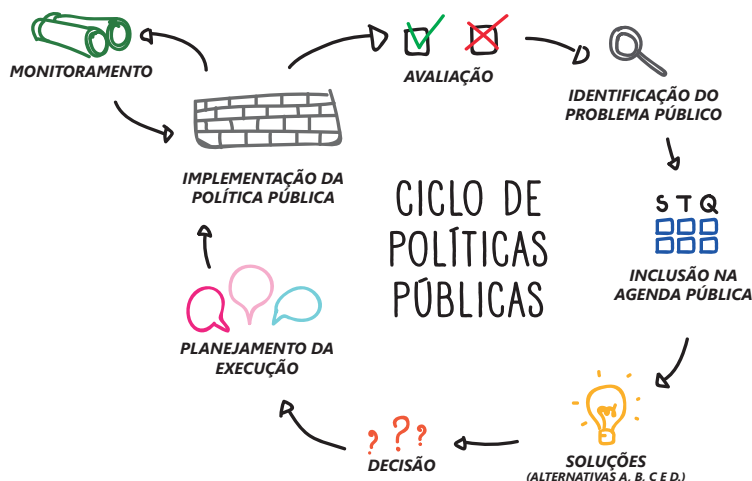 CICLO DE
POLÍTICAS
PÚBLICAS
MONITORAMENTO
AVALIAÇÃO
IDENTIFICAÇÃO DO
PROBLEMA PÚBLICO
S T Q
INCLUSÃO NA
AGENDA PÚBLICA
SOLUÇÕES
(ALTERNATIVAS A, B, C E D.)
? ? ?
DECISÃO
PLANEJAMENTO DA
EXECUÇÃO
IMPLEMENTAÇÃO DA
POLÍTICA PÚBLICA